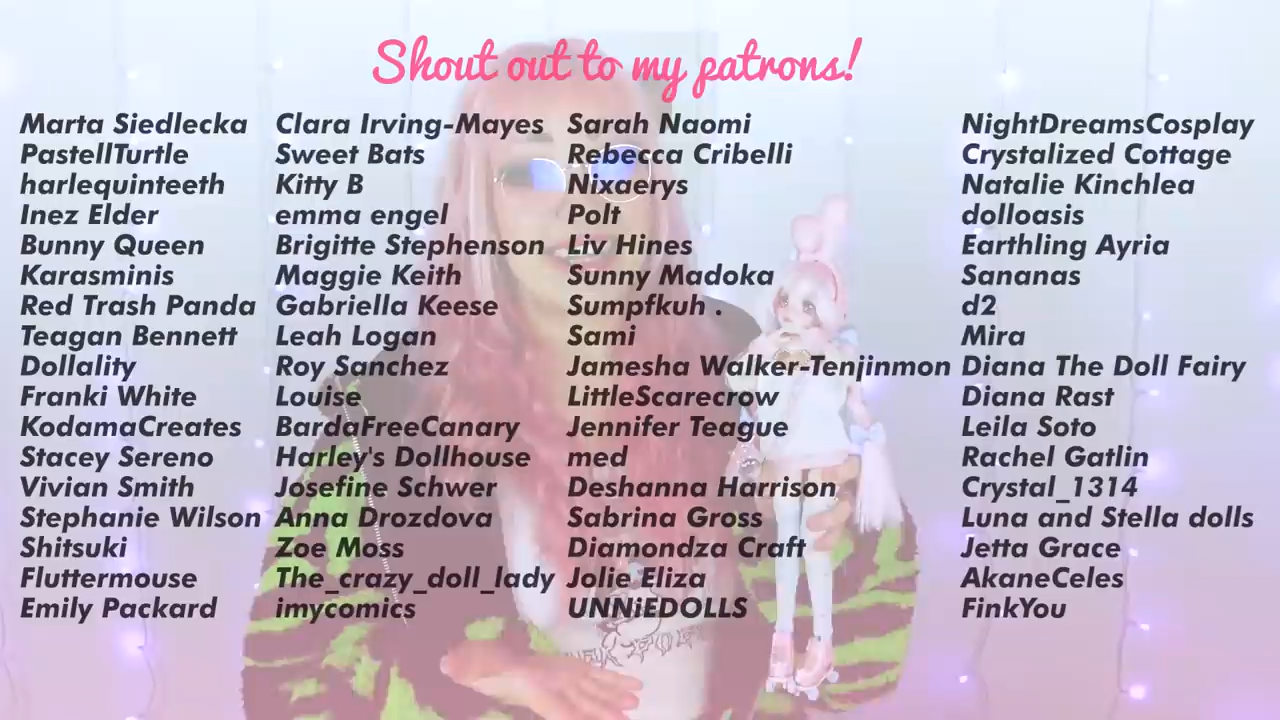 Shout out to my patrons!
Marta Siedlecka
PastellTurtle
harlequinteeth
Inez Elder
Bunny Queen
Karasminis
Red Trash Panda
Teagan Bennett
Dollality
Franki White
KodamaCreates
Stacey Sereno
Vivian Smith
Stephanie Wilson
Shitsuki
Fluttermouse
Emily Packard
Clara Irving-Mayes
Sweet Bats
Kitty B
emma engel
Brigitte Stephenson
Maggie Keith
Gabriella Keese
Leah Logan
Roy Sanchez
Louise
BardaFreeCanary
Harley's Dollhouse
Josefine Schwer
Anna Drozdova
Zoe Moss
The_crazy_doll_lady
imycomics
Sarah Naomi
Rebecca Cribelli
Nixaerys
Polt
Liv Hines
Sunny Madoka
Sumpfkuh .
Sami
Jamesha Walker-Tenjinmon
LittleScarecrow
Jennifer Teague
med
Deshanna Harrison
Sabrina Gross
Diamondza Craft
Jolie Eliza
UNNiEDOLLS
NightDreamsCosplay
Crystalized Cottage
Natalie Kinchlea
dolloasis
Earthling Ayria
Sananas
d2
Mira
Diana The Doll Fairy
Diana Rast
Leila Soto
Rachel Gatlin
Crystal_1314
Luna and Stella dolls
Jetta Grace
AkaneCeles
FinkYou